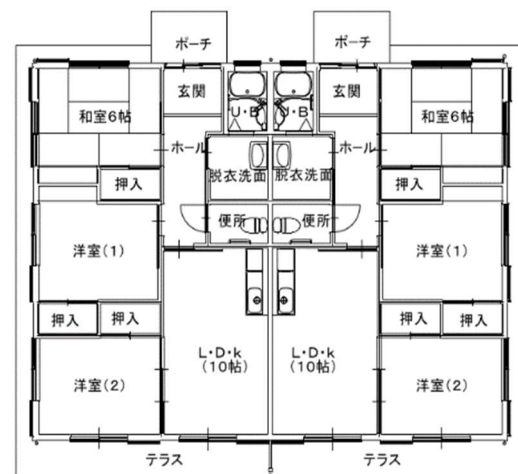 ポーチ
ポーチ
和室6帖
玄関
U・B
U・B
玄関
和室6帖
ホール
ホール
脱衣洗面
脱衣洗面
押入
押入
便所
便所
洋室(1)
洋室(1)
押入
押入
押入
押入
L・D・k
(10帖)
L・D・k
(10帖)
洋室(2)
洋室(2)
テラス
テラス